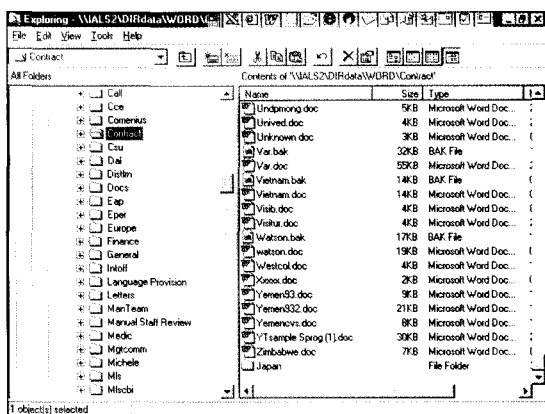 Exploring - \\IALS2\DIRdata\WORD\C
File Edit View Tools Help
Contract
All Folders
Contents of '\\IALS2\DIRdata\WORD\Contract'
Call
Cce
Comenius
Contract
Csu
Dai
Distlrn
Docs
Eap
Eper
Europe
Finance
General
Intoff
Language Provision
Letters
ManTeam
Manual Staff Review
Medic
Mgtcomm
Michele
Mls
Mlscbi
Name Size Type
Undpmong.doc 5KB Microsoft Word Doc...
Unived.doc 4KB Microsoft Word Doc...
Unknown.doc 3KB Microsoft Word Doc...
Var.bak 32KB BAK File
Var.doc 55KB Microsoft Word Doc...
Vietnam.bak 14KB BAK File
Vietnam.doc 14KB Microsoft Word Doc...
Visib.doc 4KB Microsoft Word Doc...
Visitur.doc 4KB Microsoft Word Doc...
Watson.bak 17KB BAK File
watson.doc 19KB Microsoft Word Doc...
Westcol.doc 4KB Microsoft Word Doc...
Xxxxx.doc 2KB Microsoft Word Doc...
Yemen93.doc 9KB Microsoft Word Doc...
Yemen932.doc 21KB Microsoft Word Doc...
Yemencvs.doc 8KB Microsoft Word Doc...
YTsample Sprog (1).doc 30KB Microsoft Word Doc...
Zimbabwe.doc 7KB Microsoft Word Doc...
Japan File Folder
1 object(s) selected